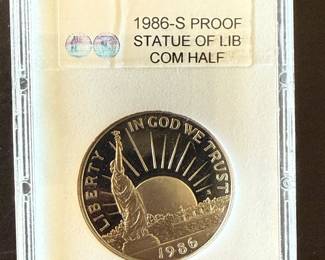 1986-S PROOF
STATUE OF LIB
COM HALF
LIBERTY
IN GOD WE TRUST
1986